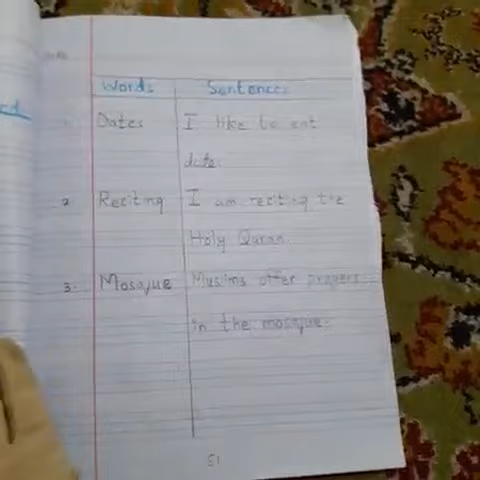 Words Sentences
Dates I like to eat
date.
2 Reciting I am reciting the
Holy Quran.
3. Mosque Muslims offer prayers
in the mosque.
51